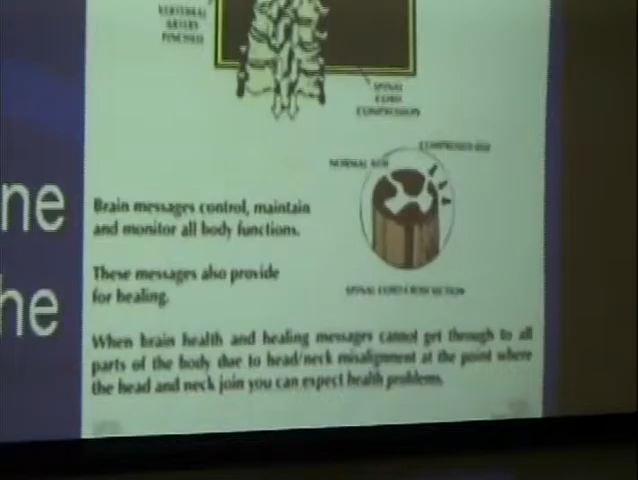 VERTEBRAL
ARTERY
PINCHED
SPINAL
CORD
COMPRESSION
COMPRESSED SIDE
NORMAL SIDE
ne
he
Brain messages control, maintain
and monitor all body functions.
These messages also provide
for healing.
SPINAL CORD CROSS SECTION
When brain health and healing messages cannot get through to all
parts of the body due to head/neck misalignment at the point where
the head and neck join you can expect health problems.